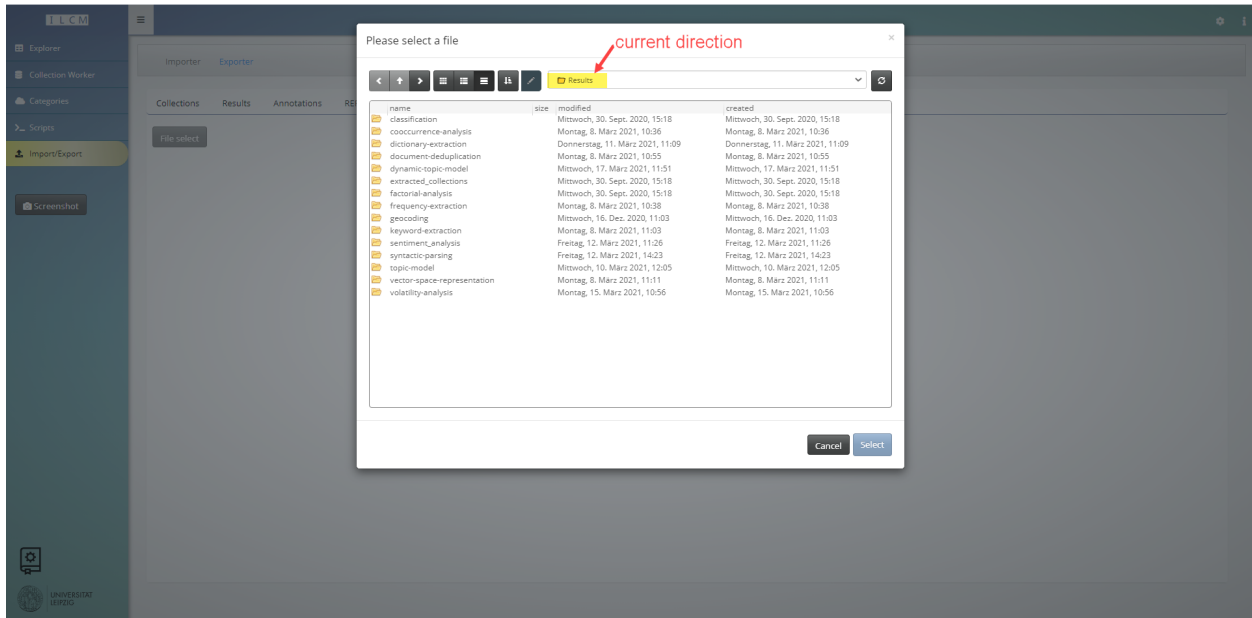 ILCM
Please select a file
×
current direction
Explorer
Importer Exporter
Results
Collection Worker
Categories
Collections Results Annotations RE
name size modified created
classification Mittwoch, 30. Sept. 2020, 15:18 Mittwoch, 30. Sept. 2020, 15:18
Scripts
cooccurrence-analysis Montag, 8. März 2021, 10:36 Montag, 8. März 2021, 10:36
File select
dictionary-extraction Donnerstag, 11. März 2021, 11:09 Donnerstag, 11. März 2021, 11:09
Import/Export
document-deduplication Montag, 8. März 2021, 10:55 Montag, 8. März 2021, 10:55
dynamic-topic-model Mittwoch, 17. März 2021, 11:51 Mittwoch, 17. März 2021, 11:51
extracted_collections Mittwoch, 30. Sept. 2020, 15:18 Mittwoch, 30. Sept. 2020, 15:18
factorial-analysis Mittwoch, 30. Sept. 2020, 15:18 Mittwoch, 30. Sept. 2020, 15:18
Screenshot
frequency-extraction Montag, 8. März 2021, 10:38 Montag, 8. März 2021, 10:38
geocoding Mittwoch, 16. Dez. 2020, 11:03 Mittwoch, 16. Dez. 2020, 11:03
keyword-extraction Montag, 8. März 2021, 11:03 Montag, 8. März 2021, 11:03
sentiment_analysis Freitag, 12. März 2021, 11:26 Freitag, 12. März 2021, 11:26
syntactic-parsing Freitag, 12. März 2021, 14:23 Freitag, 12. März 2021, 14:23
topic-model Mittwoch, 10. März 2021, 12:05 Mittwoch, 10. März 2021, 12:05
vector-space-representation Montag, 8. März 2021, 11:11 Montag, 8. März 2021, 11:11
volatility-analysis Montag, 15. März 2021, 10:56 Montag, 15. März 2021, 10:56
Cancel Select
UNIVERSITÄT
LEIPZIG